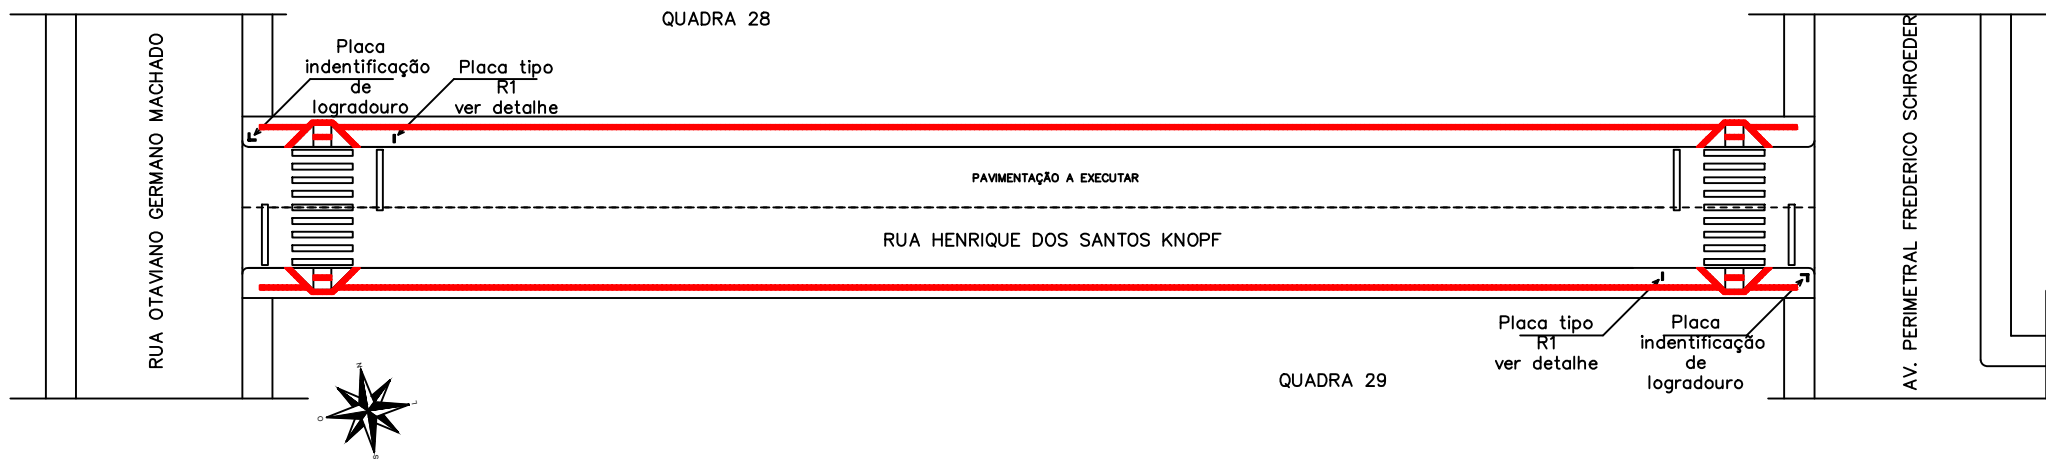 QUADRA 28
RUA OTAVIANO GERMANO MACHADO
Placa
indentificação
de
logradouro
Placa tipo
R1
ver detalhe
AV. PERIMETRAL FREDERICO SCHROEDER
PAVIMENTAÇÃO A EXECUTAR
RUA HENRIQUE DOS SANTOS KNOPF
Placa tipo
R1
ver detalhe
Placa
indentificação
de
logradouro
QUADRA 29
N
L
O
S